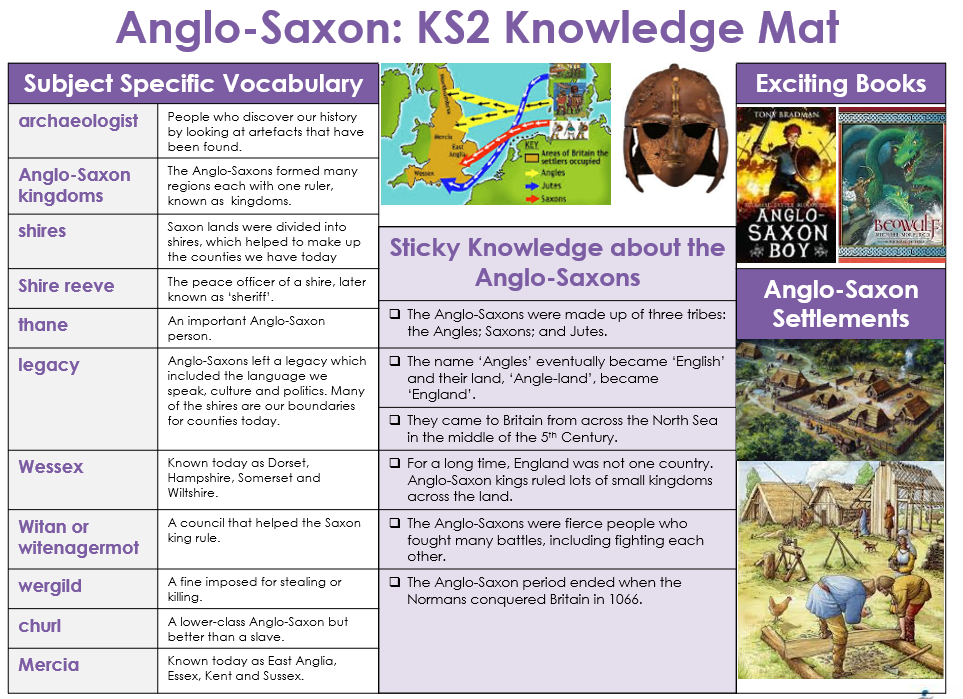 Anglo-Saxon: KS2 Knowledge Mat
Subject Specific Vocabulary
archaeologist
People who discover our history
by looking at artefacts that have
been found.
Anglo-Saxon
kingdoms
The Anglo-Saxons formed many
regions each with one ruler,
known as  kingdoms.
shires
Saxon lands were divided into
shires, which helped to make up
the counties we have today
Shire reeve
The peace officer of a shire, later
known as ‘sheriff’.
thane
An important Anglo-Saxon
person.
legacy
Anglo-Saxons left a legacy which
included the language we
speak, culture and politics. Many
of the shires are our boundaries
for counties today.
Wessex
Known today as Dorset,
Hampshire, Somerset and
Wiltshire.
Witan or
witenagermot
A council that helped the Saxon
king rule.
wergild
A fine imposed for stealing or
killing.
churl
A lower-class Anglo-Saxon but
better than a slave.
Mercia
Known today as East Anglia,
Essex, Kent and Sussex.
Northumbria
Mercia
East
Anglia
Wessex
KEY
Areas of Britain the
settlers occupied
Angles
Jutes
Saxons
Sticky Knowledge about the
Anglo-Saxons
❑ The Anglo-Saxons were made up of three tribes:
the Angles; Saxons; and Jutes.
❑ The name ‘Angles’ eventually became ‘English’
and their land, ‘Angle-land’, became
‘England’.
❑ They came to Britain from across the North Sea
in the middle of the 5th Century.
❑ For a long time, England was not one country.
Anglo-Saxon kings ruled lots of small kingdoms
across the land.
❑ The Anglo-Saxons were fierce people who
fought many battles, including fighting each
other.
❑ The Anglo-Saxon period ended when the
Normans conquered Britain in 1066.
Exciting Books
TONY BRADMAN
ANGLO-
SAXON
BOY
BEOWULF
Anglo-Saxon
Settlements